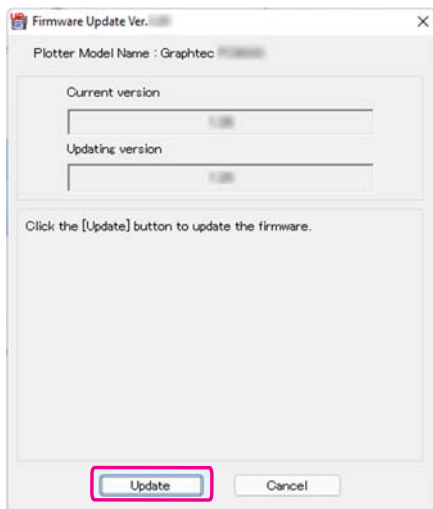 Firmware Update Ver.
Plotter Model Name : Graphtec
Current version
Updating version
Click the [Update] button to update the firmware.
Update
Cancel